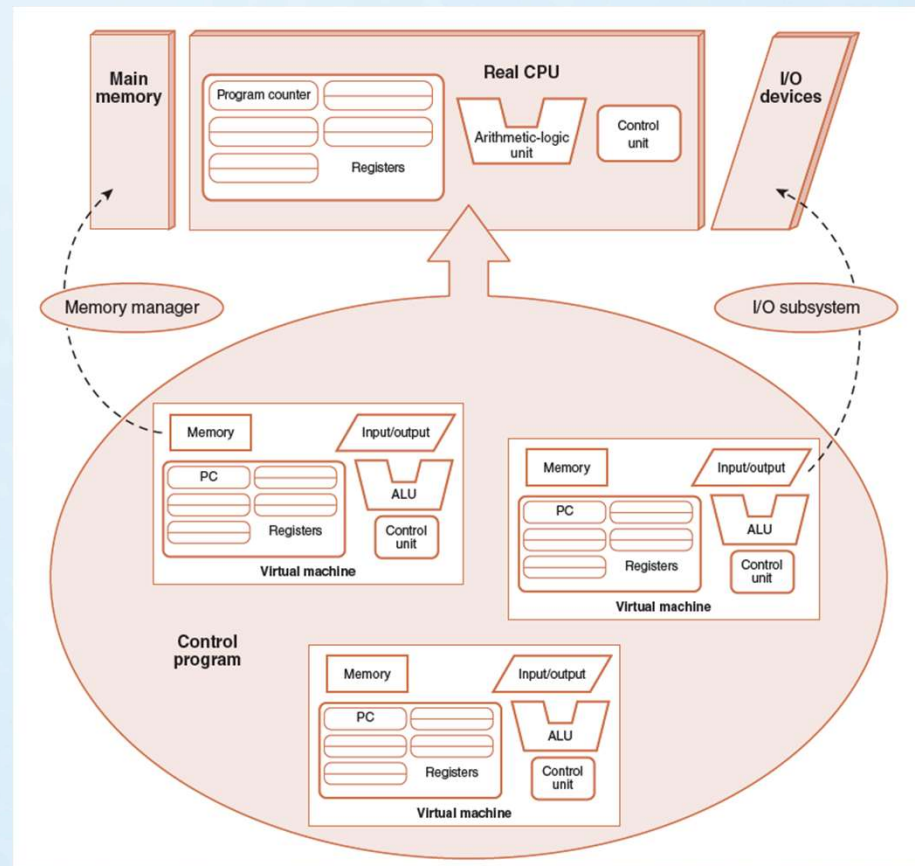 Main
memory
Real CPU
Program counter
Registers
Arithmetic-logic
unit
Control
unit
I/O
devices
Memory manager
I/O subsystem
Memory
Input/output
PC
Registers
ALU
Control
unit
Virtual machine
Memory
Input/output
PC
Registers
ALU
Control
unit
Virtual machine
Control
program
Memory
Input/output
PC
Registers
ALU
Control
unit
Virtual machine